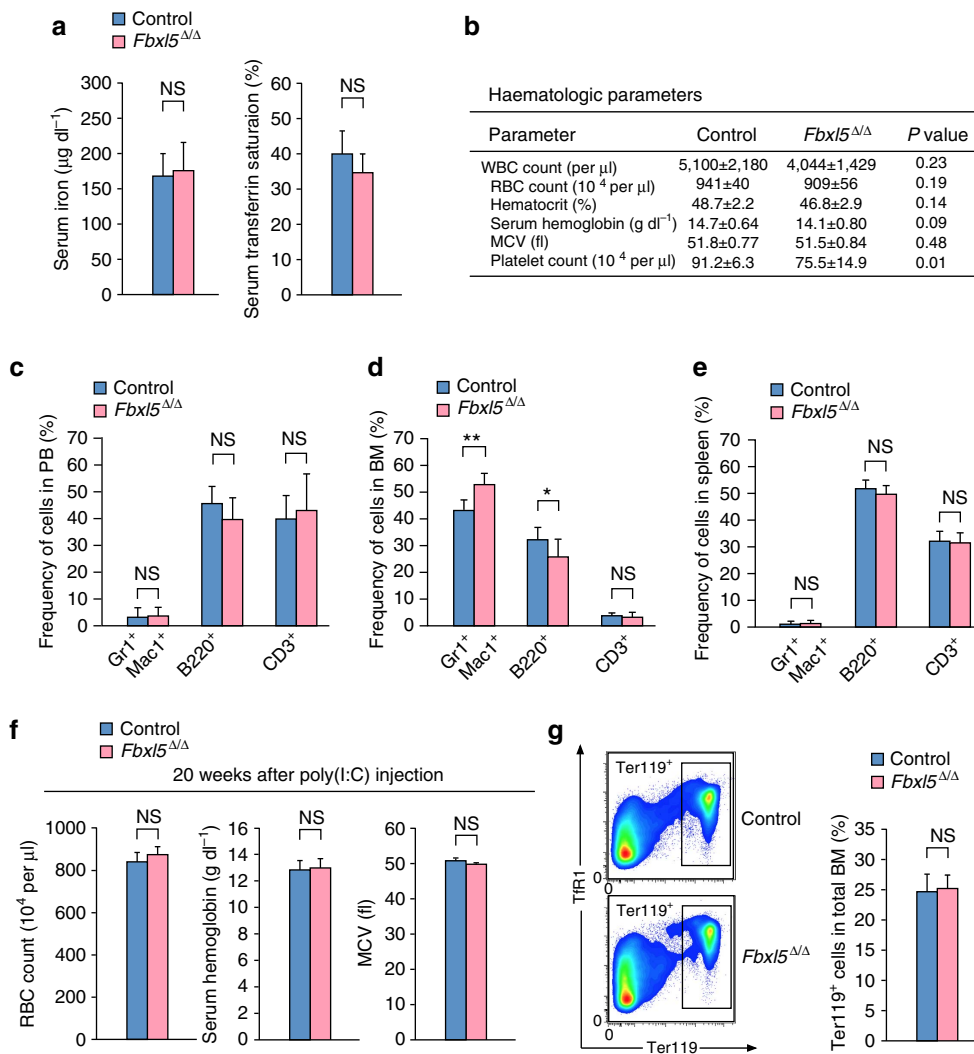 a
Control
Fbxl5 Δ/Δ
Serum iron (μg dl−1)
300
250
200
150
100
50
0
NS
Serum transferrin saturaion (%)
60
50
40
30
20
10
0
NS
b
Haematologic parameters
Parameter Control Fbxl5Δ/Δ P value
WBC count (per μl) 5,100±2,180 4,044±1,429 0.23
RBC count (10 4 per μl) 941±40 909±56 0.19
Hematocrit (%) 48.7±2.2 46.8±2.9 0.14
Serum hemoglobin (g dl−1) 14.7±0.64 14.1±0.80 0.09
MCV (fl) 51.8±0.77 51.5±0.84 0.48
Platelet count (10 4 per μl) 91.2±6.3 75.5±14.9 0.01
c
Control
Fbxl5 Δ/Δ
Frequency of cells in PB (%)
70
60
50
40
30
20
10
0
NS
NS
NS
Gr1+
Mac1+
B220+
CD3+
d
Control
Fbxl5 Δ/Δ
Frequency of cells in BM (%)
70
60
50
40
30
20
10
0
**
*
NS
Gr1+
Mac1+
B220+
CD3+
e
Control
Fbxl5 Δ/Δ
Frequency of cells in spleen (%)
70
60
50
40
30
20
10
0
NS
NS
NS
Gr1+
Mac1+
B220+
CD3+
f
Control
Fbxl5 Δ/Δ
20 weeks after poly(I:C) injection
RBC count (104 per μl)
1000
800
600
400
200
0
NS
Serum hemoglobin (g dl−1)
16
14
12
10
8
6
4
2
0
NS
MCV (fl)
60
50
40
30
20
10
0
NS
g
Ter119+
Control
0
TfR1
Ter119+
Fbxl5Δ/Δ
0
0
Ter119
Control
Fbxl5 Δ/Δ
Ter119+ cells in total BM (%)
35
30
25
20
15
10
5
0
NS